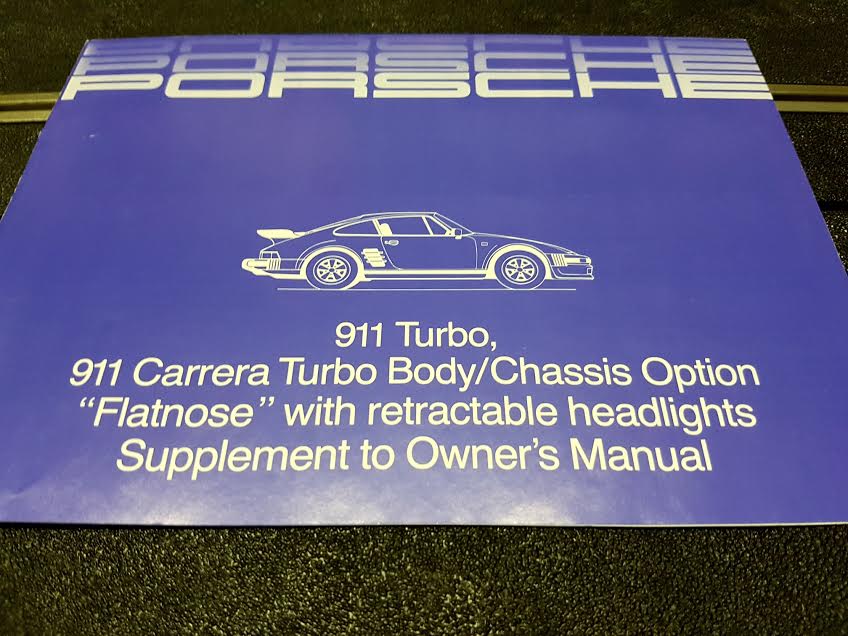 PORSCHE
PORSCHE
PORSCHE
911 Turbo,
911 Carrera Turbo Body/Chassis Option
“Flatnose” with retractable headlights
Supplement to Owner’s Manual